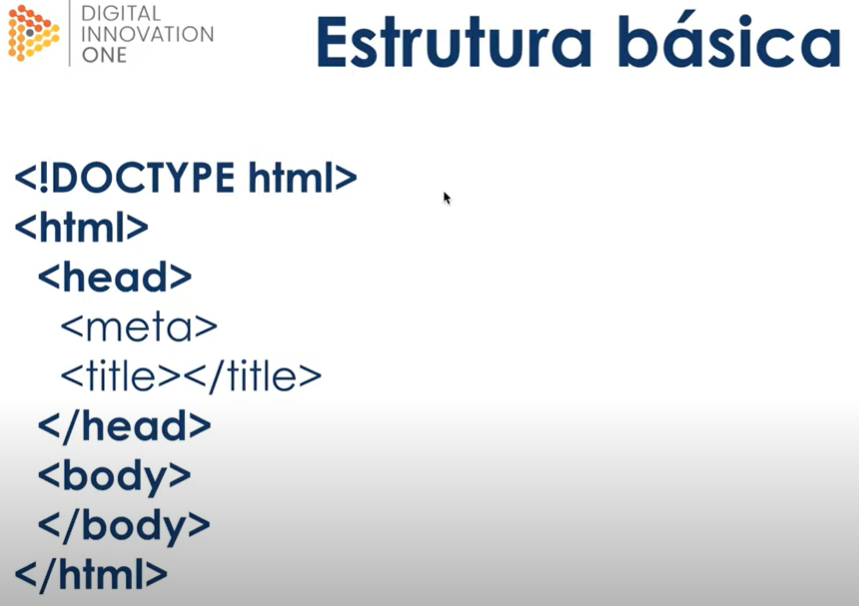 DIGITAL
INNOVATION
ONE
Estrutura básica
<!DOCTYPE html>
<html>
<head>
<meta>
<title></title>
</head>
<body>
</body>
</html>